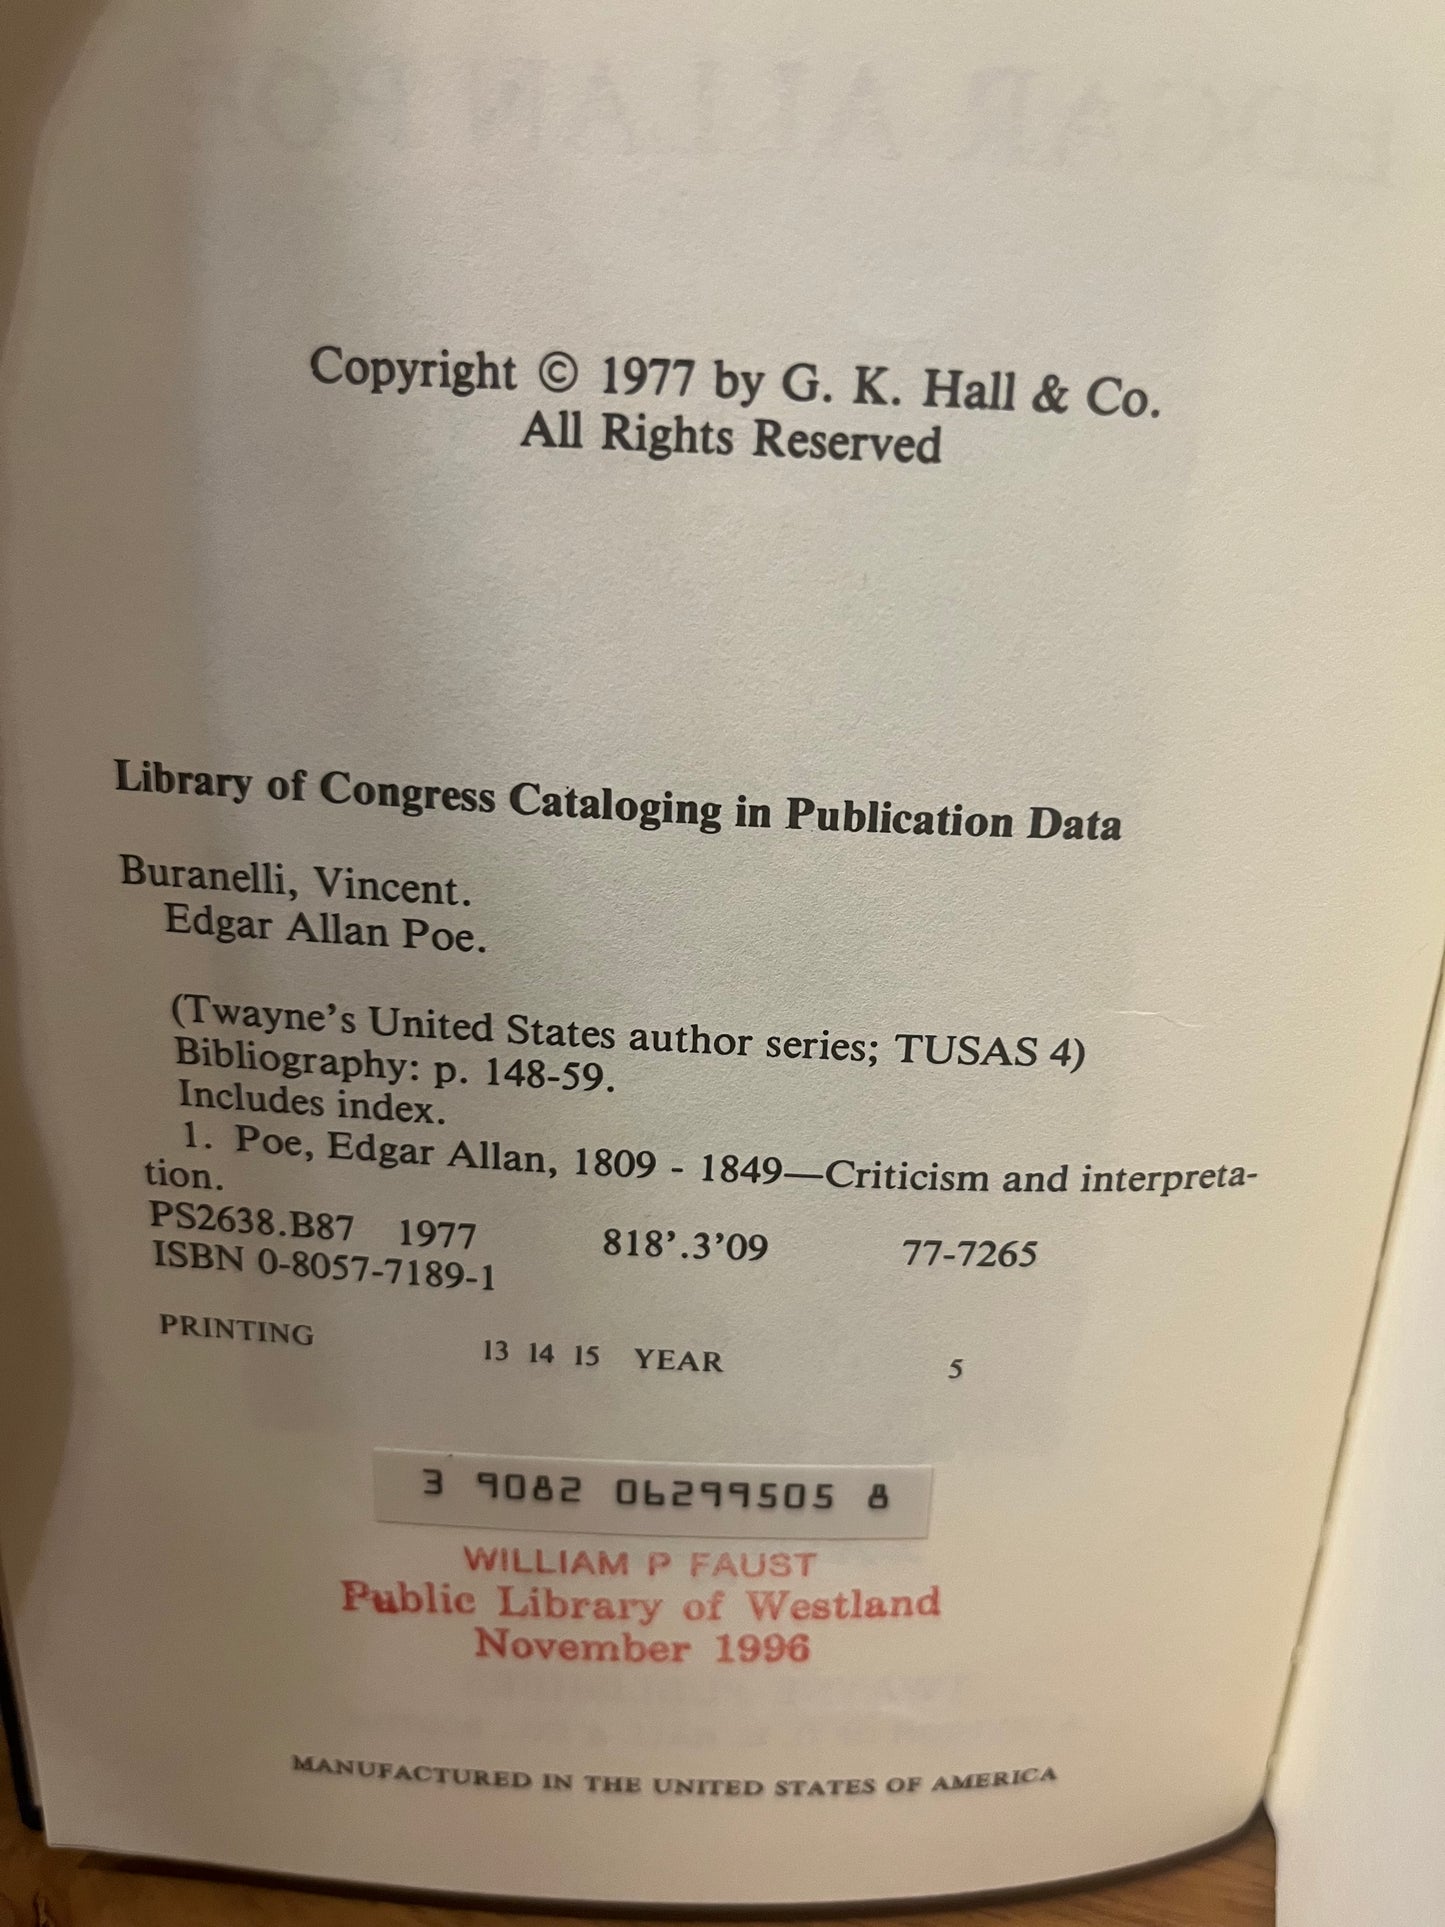 Copyright © 1977 by G. K. Hall & Co.
All Rights Reserved
Library of Congress Cataloging in Publication Data
Buranelli, Vincent.
Edgar Allan Poe.
(Twayne's United States author series; TUSAS 4)
Bibliography: p. 148-59.
Includes index.
1. Poe, Edgar Allan, 1809 - 1849—Criticism and interpreta-
tion.
PS2638.B87 1977 818'.3'09 77-7265
ISBN 0-8057-7189-1
PRINTING 13 14 15 YEAR 5
3 9082 06299505 8
WILLIAM P FAUST
Public Library of Westland
November 1996
MANUFACTURED IN THE UNITED STATES OF AMERICA